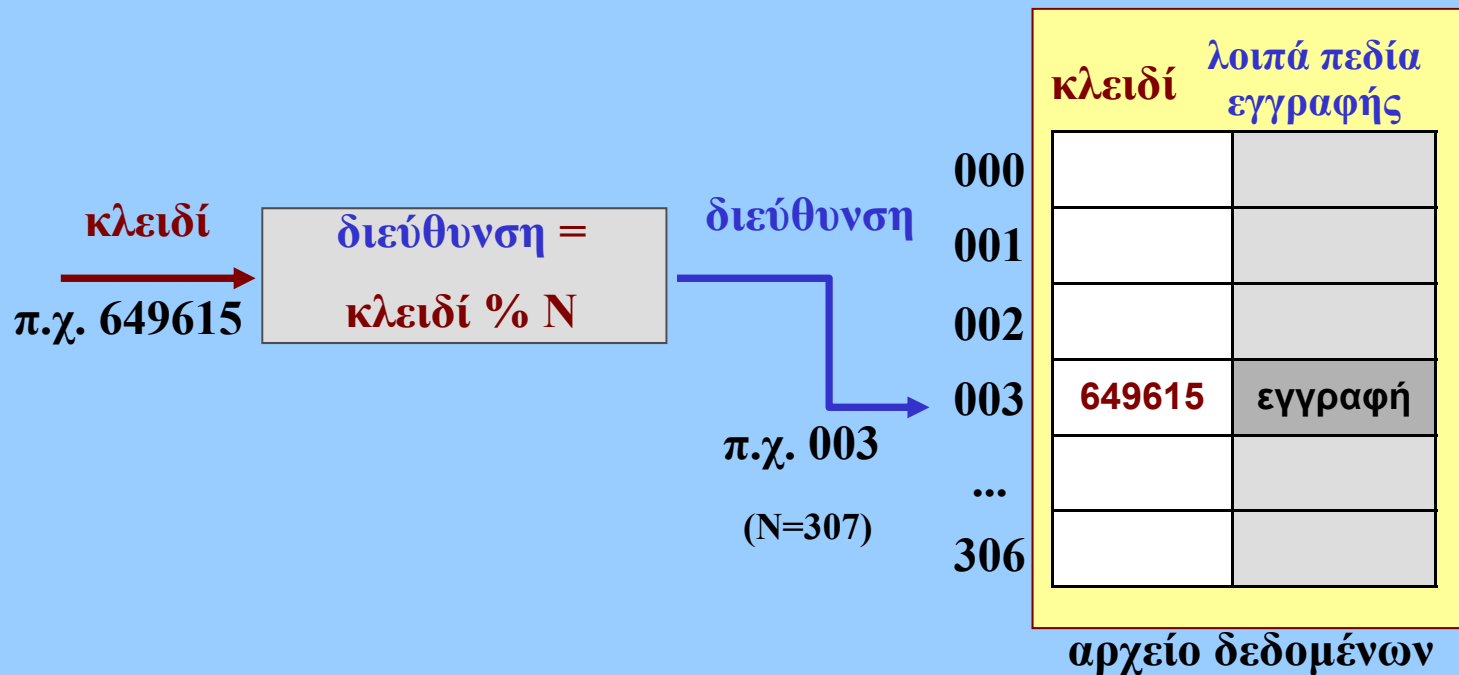 κλειδί
π.χ. 649615
διεύθυνση =
κλειδί % N
διεύθυνση
π.χ. 003
(N=307)
κλειδί
λοιπά πεδία
εγγραφής
000
001
002
003
649615
εγγραφή
...
306
αρχείο δεδομένων